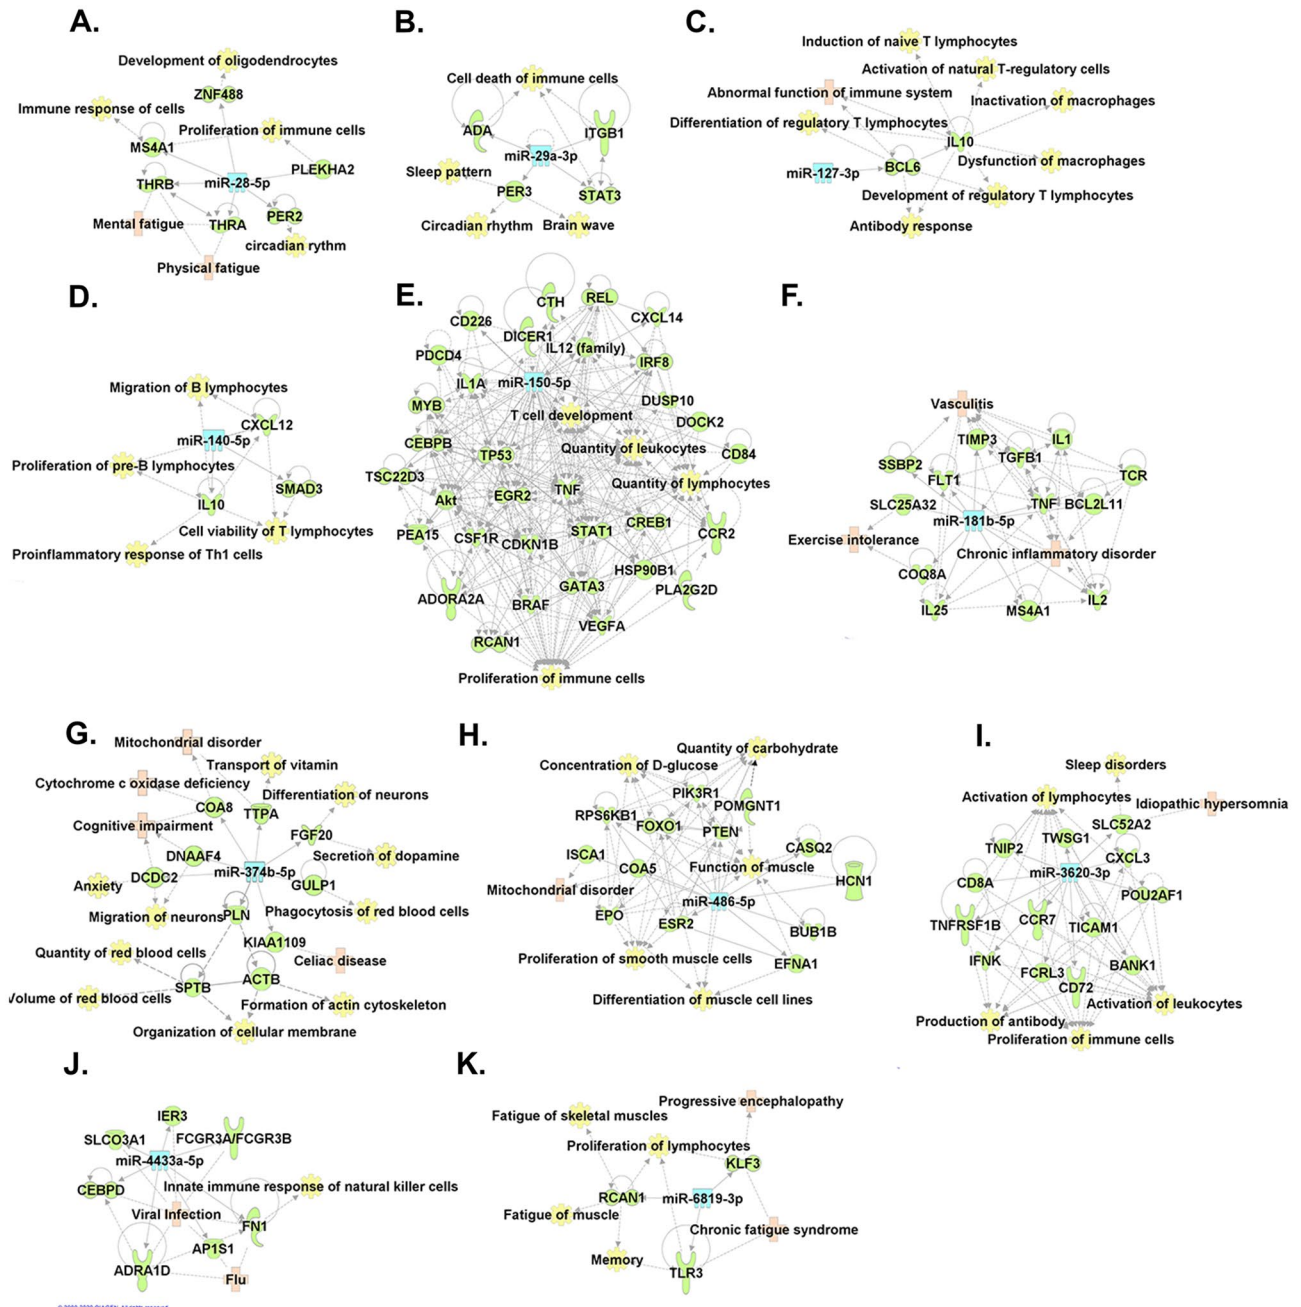 A.
Development of oligodendrocytes
ZNF488
Immune response of cells
Proliferation of immune cells
MS4A1
PLEKHA2
THRB
miR-28-5p
PER2
Mental fatigue
THRA
circadian rythm
Physical fatigue
B.
Cell death of immune cells
ADA
ITGB1
miR-29a-3p
Sleep pattern
PER3
STAT3
Circadian rhythm
Brain wave
C.
Induction of naive T lymphocytes
Activation of natural T-regulatory cells
Abnormal function of immune system
Inactivation of macrophages
Differentiation of regulatory T lymphocytes
IL10
Dysfunction of macrophages
miR-127-3p
BCL6
Development of regulatory T lymphocytes
Antibody response
D.
Migration of B lymphocytes
CXCL12
miR-140-5p
Proliferation of pre-B lymphocytes
SMAD3
IL10
Cell viability of T lymphocytes
Proinflammatory response of Th1 cells
E.
CTH
REL
CD226
CXCL14
DICER1
IL12 (family)
PDCD4
IRF8
IL1A
miR-150-5p
MYB
DUSP10
T cell development
DOCK2
CEBPB
Quantity of leukocytes
TP53
CD84
TSC22D3
Quantity of lymphocytes
Akt
EGR2
TNF
PEA15
CSF1R
CDKN1B
STAT1
CREB1
CCR2
HSP90B1
GATA3
PLA2G2D
ADORA2A
BRAF
VEGFA
RCAN1
Proliferation of immune cells
F.
Vasculitis
TIMP3
IL1
TGFB1
SSBP2
FLT1
TCR
SLC25A32
TNF
BCL2L11
miR-181b-5p
Exercise intolerance
Chronic inflammatory disorder
COQ8A
IL25
MS4A1
IL2
G.
Mitochondrial disorder
Transport of vitamin
Cytochrome c oxidase deficiency
Differentiation of neurons
COA8
TTPA
Cognitive impairment
FGF20
DNAAF4
Secretion of dopamine
miR-374b-5p
DCDC2
GULP1
Anxiety
Migration of neurons
PLN
Phagocytosis of red blood cells
KIAA1109
Quantity of red blood cells
Celiac disease
ACTB
SPTB
Volume of red blood cells
Formation of actin cytoskeleton
Organization of cellular membrane
H.
Quantity of carbohydrate
Concentration of D-glucose
PIK3R1
POMGNT1
RPS6KB1
FOXO1
PTEN
ISCA1
CASQ2
COA5
Function of muscle
HCN1
Mitochondrial disorder
miR-486-5p
EPO
ESR2
BUB1B
Proliferation of smooth muscle cells
EFNA1
Differentiation of muscle cell lines
I.
Sleep disorders
Activation of lymphocytes
Idiopathic hypersomnia
SLC52A2
TWSG1
TNIP2
CXCL3
miR-3620-3p
CD8A
POU2AF1
TNFRSF1B
CCR7
TICAM1
IFNK
FCRL3
BANK1
CD72
Activation of leukocytes
Production of antibody
Proliferation of immune cells
J.
IER3
SLCO3A1
FCGR3A/FCGR3B
miR-4433a-5p
CEBPD
Innate immune response of natural killer cells
Viral Infection
FN1
AP1S1
ADRA1D
Flu
K.
Progressive encephalopathy
Fatigue of skeletal muscles
Proliferation of lymphocytes
KLF3
RCAN1
miR-6819-3p
Fatigue of muscle
Chronic fatigue syndrome
Memory
TLR3